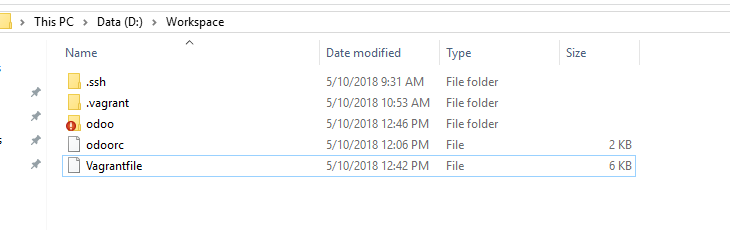 This PC > Data (D:) > Workspace
Name Date modified Type Size
.ssh 5/10/2018 9:31 AM File folder
.vagrant 5/10/2018 10:53 AM File folder
odoo 5/10/2018 12:46 PM File folder
odoorc 5/10/2018 12:06 PM File 2 KB
Vagrantfile 5/10/2018 12:42 PM File 6 KB